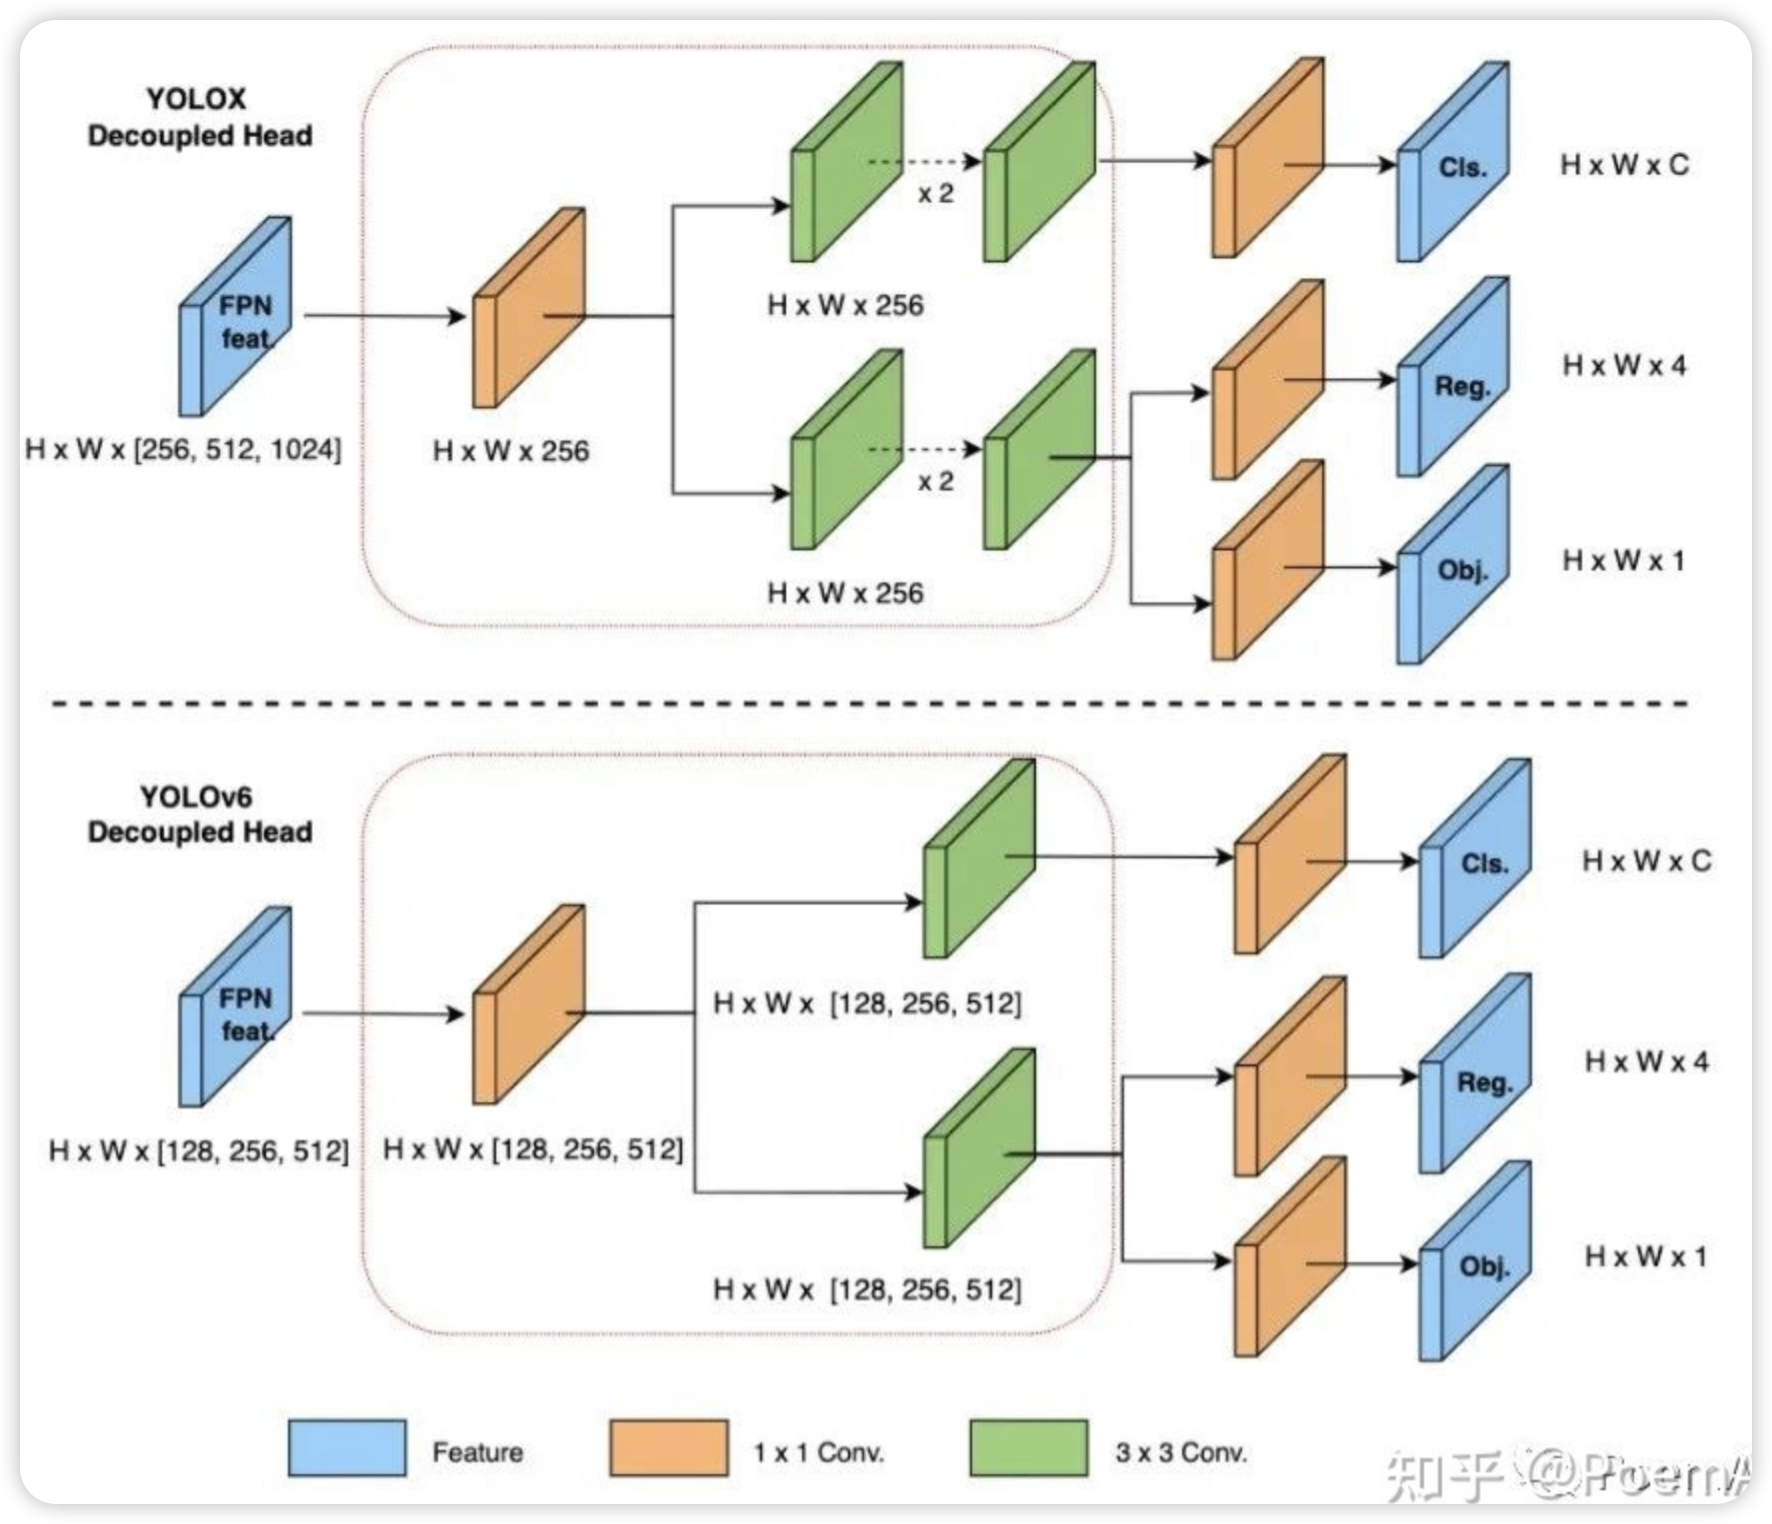 YOLOX
Decoupled Head
FPN
feat.
H x W x [256, 512, 1024]
H x W x 256
x 2
H x W x 256
x 2
H x W x 256
Cls.
H x W x C
Reg.
H x W x 4
Obj.
H x W x 1
YOLOv6
Decoupled Head
FPN
feat.
H x W x [128, 256, 512]
H x W x [128, 256, 512]
H x W x [128, 256, 512]
H x W x [128, 256, 512]
Cls.
H x W x C
Reg.
H x W x 4
Obj.
H x W x 1
Feature
1 x 1 Conv.
3 x 3 Conv.
知乎